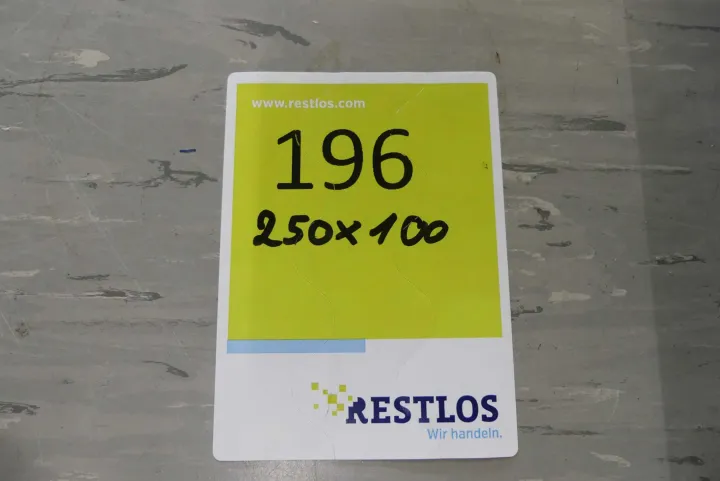 www.restlos.com
196
250x100
RESTLOS
Wir handeln.